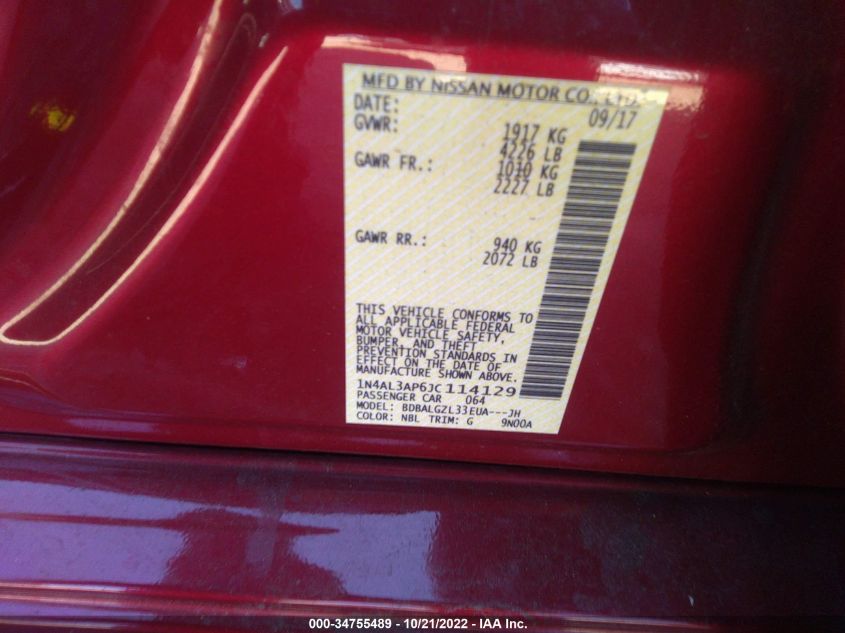 MFD BY NISSAN MOTOR CO., LTD.
DATE: 09/17
GVWR: 1917 KG
4226 LB
GAWR FR.: 1010 KG
2227 LB
GAWR RR.: 940 KG
2072 LB
THIS VEHICLE CONFORMS TO
ALL APPLICABLE FEDERAL
MOTOR VEHICLE SAFETY,
BUMPER, AND THEFT
PREVENTION STANDARDS IN
EFFECT ON THE DATE OF
MANUFACTURE SHOWN ABOVE.
1N4AL3AP6JC114129
PASSENGER CAR 064
MODEL: BDBALGZL33EUA---JH
COLOR: NBL TRIM: G 9N00A
000-34755489 - 10/21/2022 - IAA Inc.